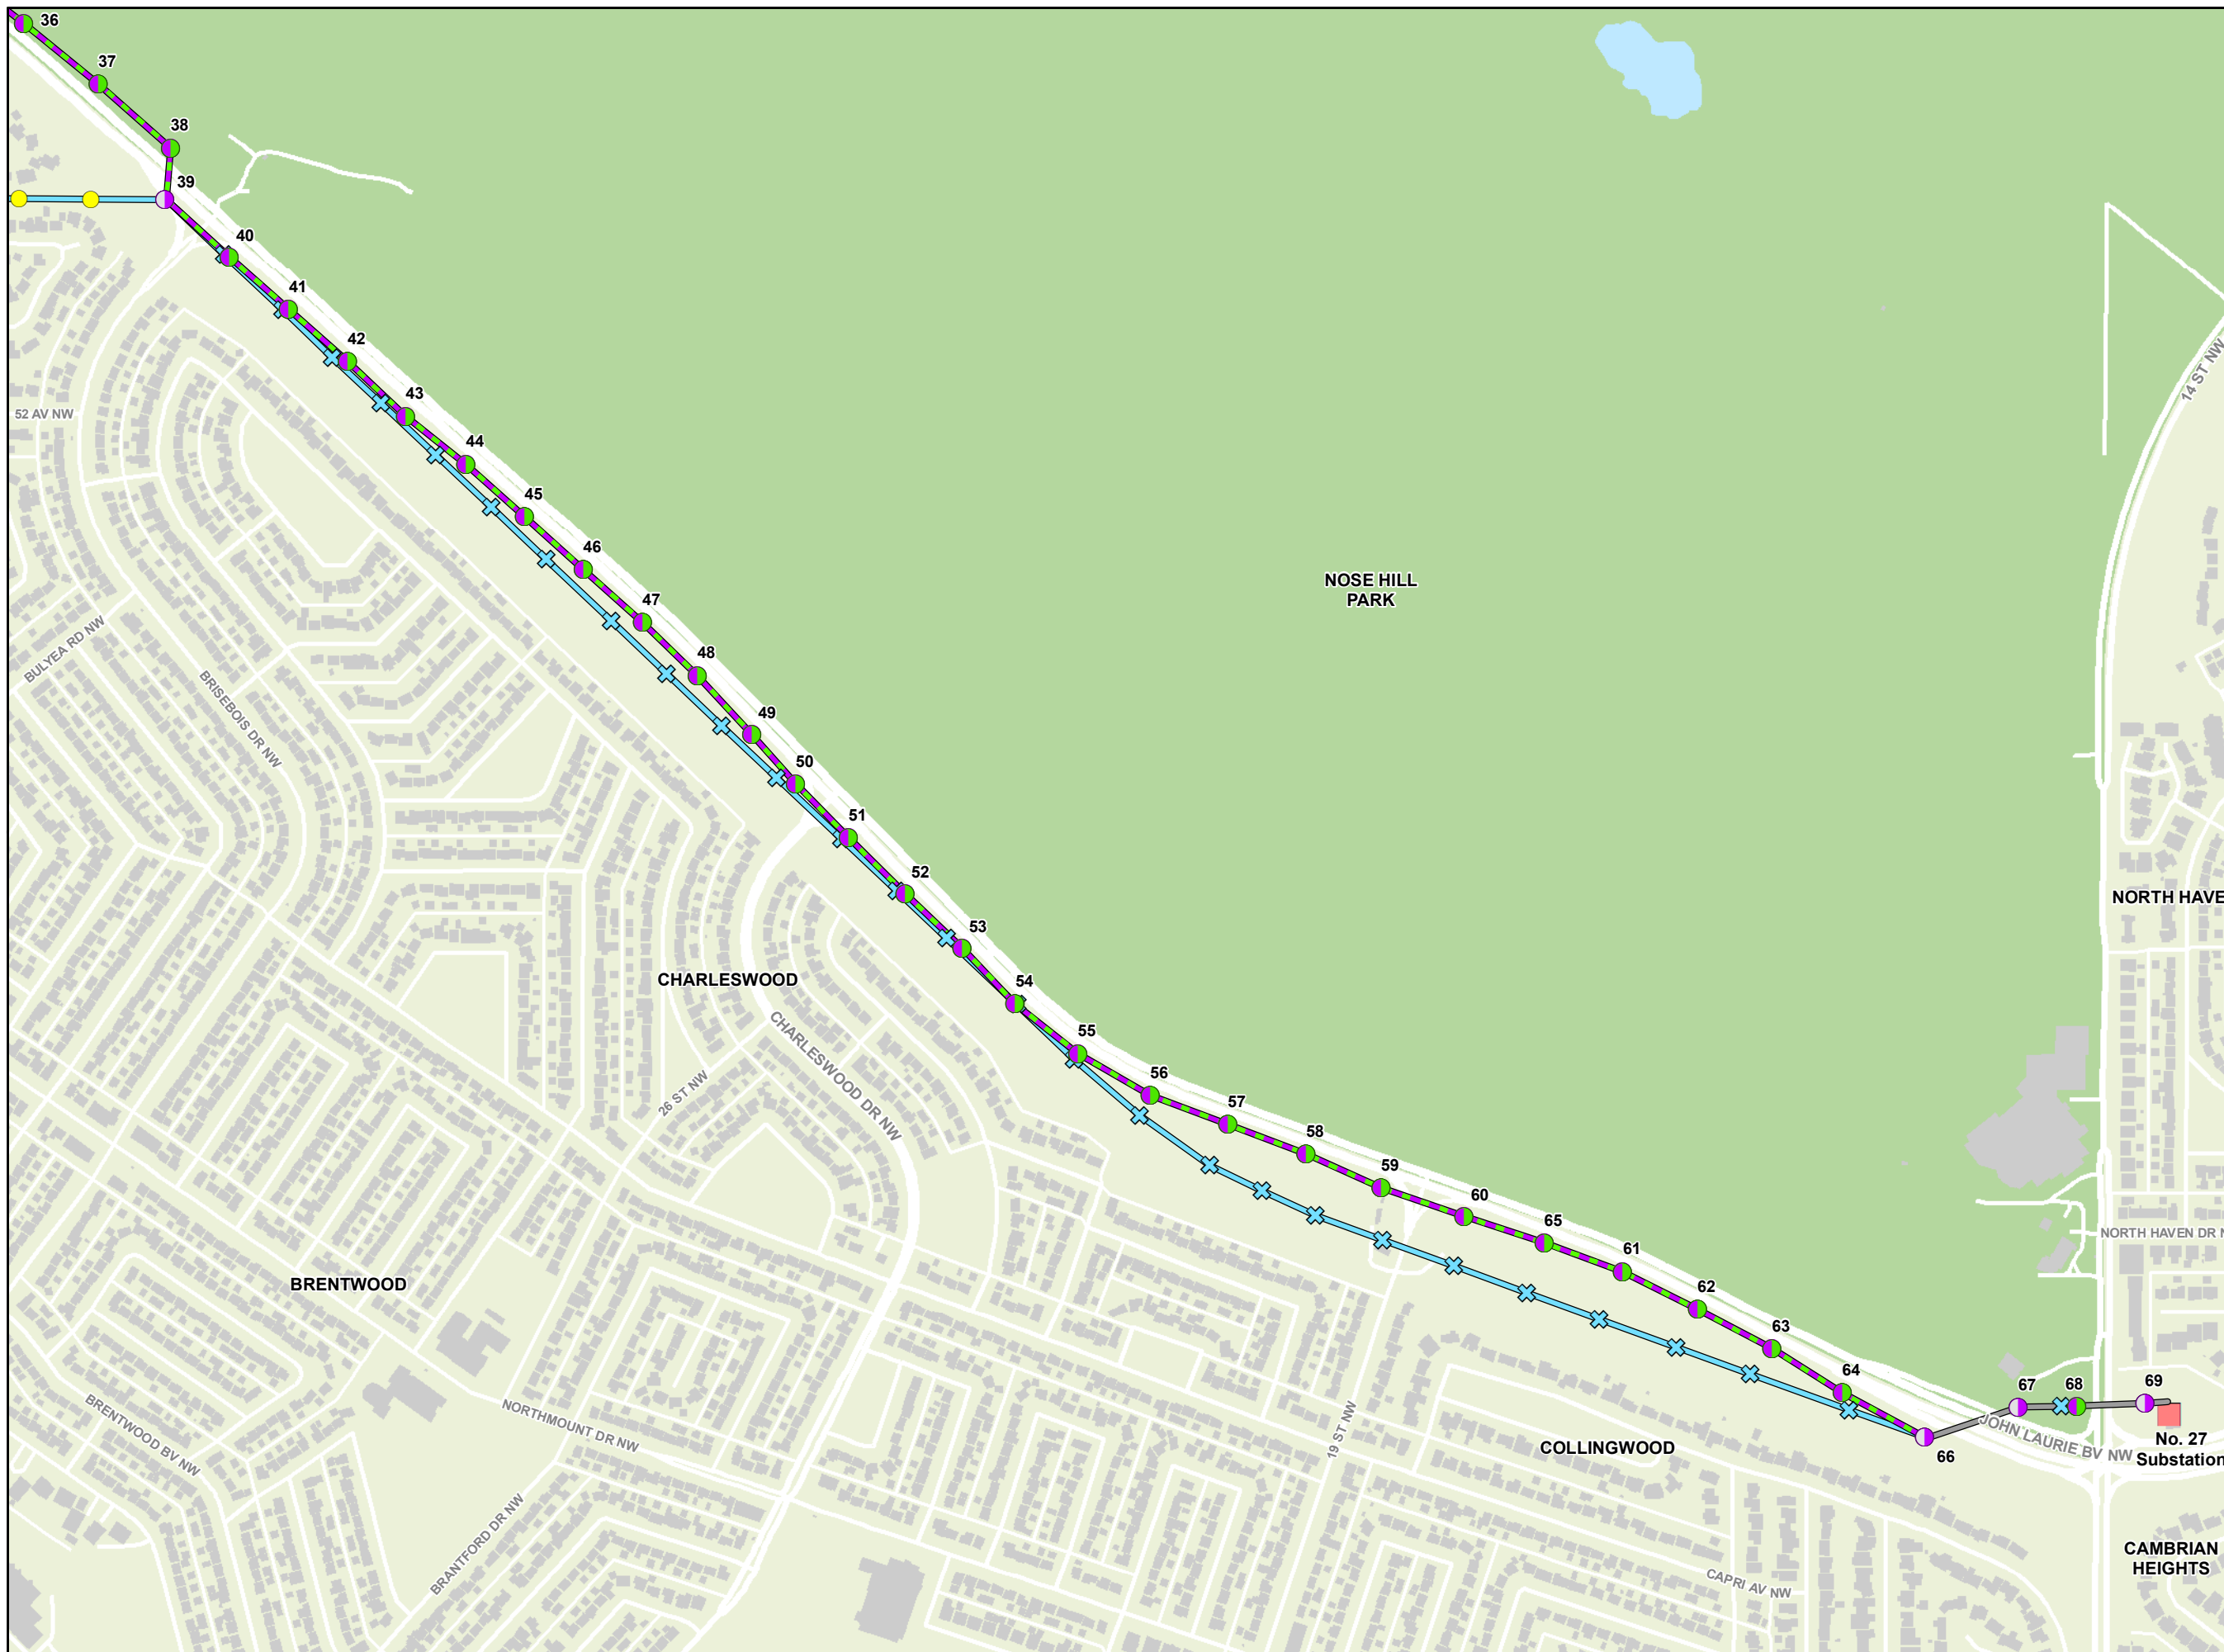 36
37
38
39
40
41
42
43
44
45
46
47
48
49
50
51
52
53
54
55
56
57
58
59
60
65
61
62
63
64
66
67
68
69
14 ST NW
52 AV NW
NOSE HILL
PARK
BULYEA RD NW
BRISEBOIS DR NW
NORTH HAVE
CHARLESWOOD
CHARLESWOOD DR NW
26 ST NW
NORTH HAVEN DR N
BRENTWOOD
BRENTWOOD BV NW
NORTHMOUNT DR NW
19 ST NW
COLLINGWOOD
JOHN LAURIE BV NW
No. 27
Substation
BRANTFORD DR NW
CAPRI AV NW
CAMBRIAN
HEIGHTS